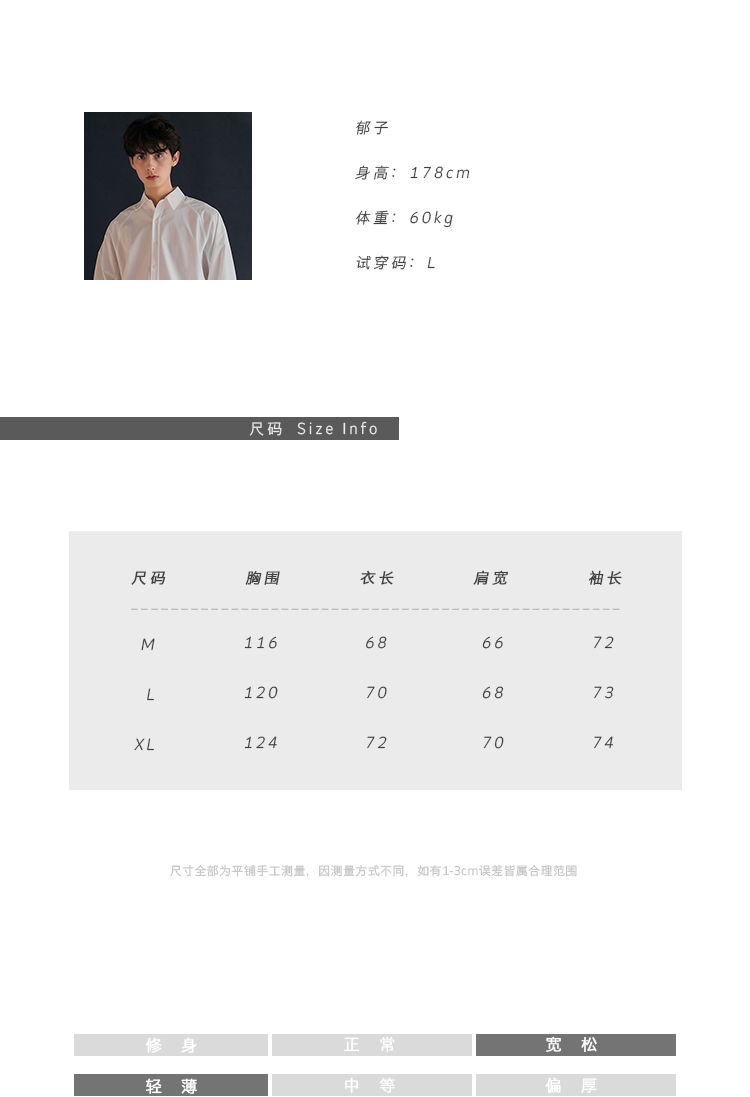 郁子
身高：178cm
体重：60kg
试穿码：L
尺码 Size Info
尺码 胸围 衣长 肩宽 袖长
M 116 68 66 72
L 120 70 68 73
XL 124 72 70 74
尺寸全部为平铺手工测量，因测量方式不同，如有1-3cm误差皆属合理范围
修 身 正 常 宽 松
轻 薄 中 等 偏 厚